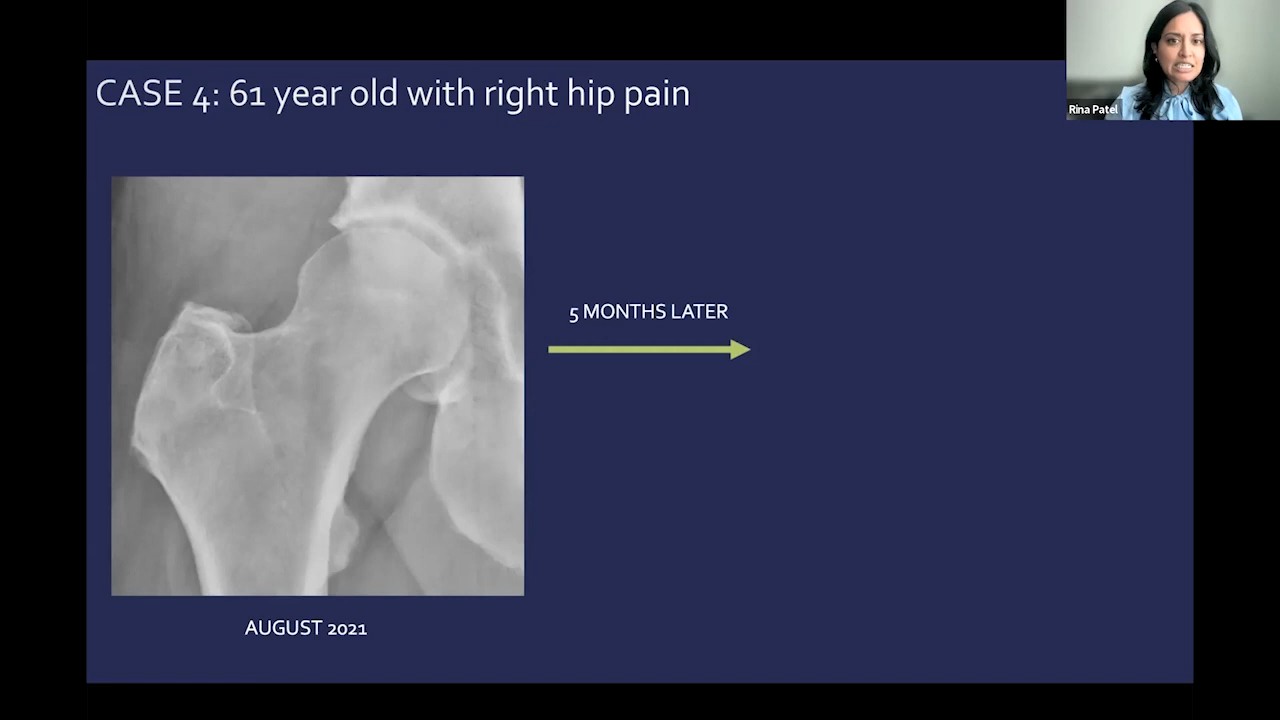 CASE 4: 61 year old with right hip pain
Rina Patel
5 MONTHS LATER
AUGUST 2021